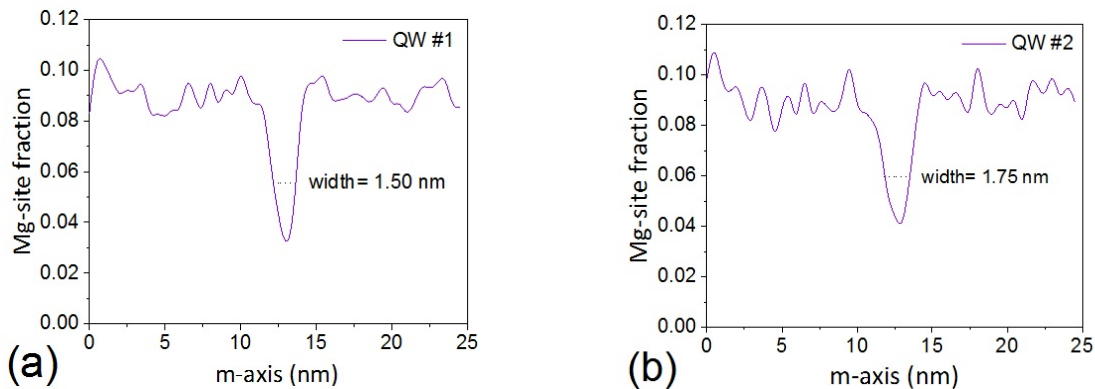 0.12
0.10
0.08
0.06
0.04
0.02
0.00
Mg-site fraction
QW #1
width= 1.50 nm
0 5 10 15 20 25
m-axis (nm)
(a)
0.12
0.10
0.08
0.06
0.04
0.02
0.00
Mg-site fraction
QW #2
width= 1.75 nm
0 5 10 15 20 25
m-axis (nm)
(b)